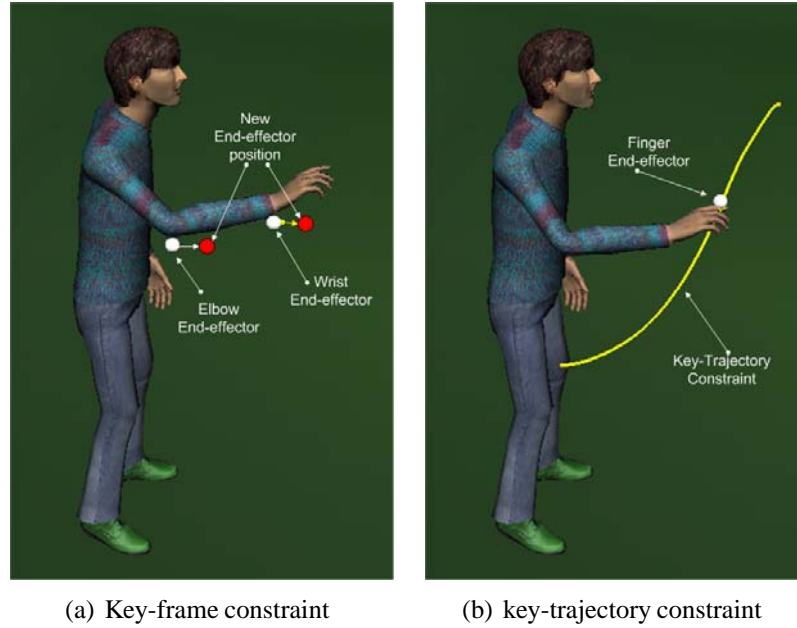 New
End-effector
position
Wrist
End-effector
Elbow
End-effector
Finger
End-effector
Key-Trajectory
Constraint
(a) Key-frame constraint
(b) key-trajectory constraint